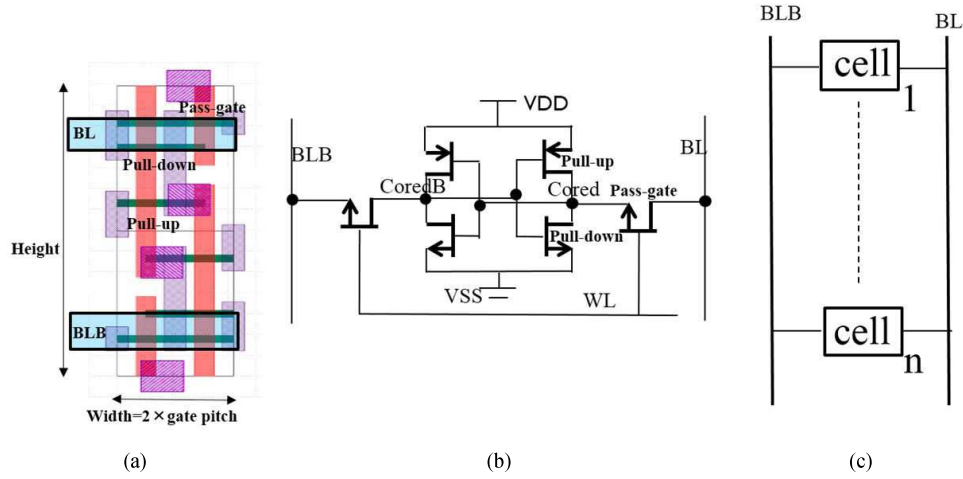 Pass-gate
BL
Pull-down
Pull-up
Height
BLB
Width=2×gate pitch
(a)
VDD
BLB
BL
Pull-up
CoredB
Cored
Pass-gate
Pull-down
VSS
WL
(b)
BLB
BL
cell
1
cell
n
(c)